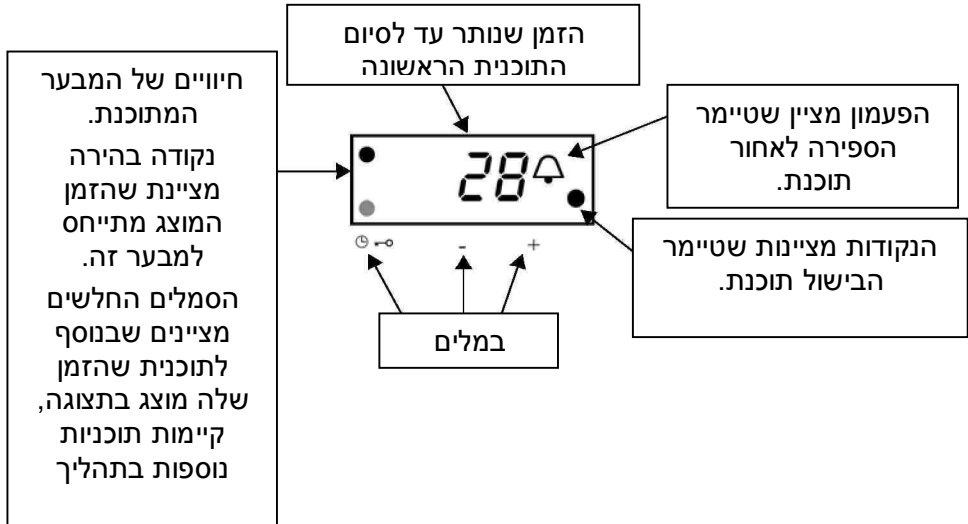 הזמן שנותר עד לסיום
התוכנית הראשונה
חיוויים של המבער
המתוכנת.
נקודה בהירה
מציינת שהזמן
המוצג מתייחס
למבער זה.
הסמלים החלשים
מציינים שבנוסף
לתוכנית שהזמן
שלה מוצג בתצוגה,
קיימות תוכניות
נוספות בתהליך
הפעמון מציין שטיימר
הספירה לאחור
תוכנת.
28
הנקודות מציינות שטיימר
הבישול תוכנת.
- +
במלים